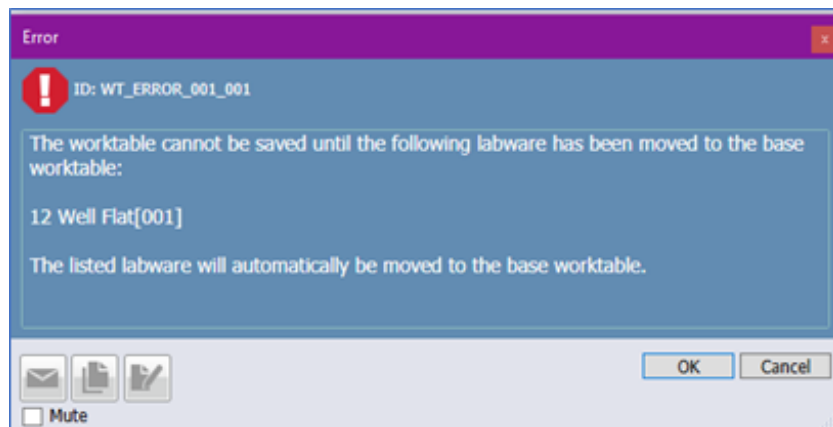 Error
x
ID: WT_ERROR_001_001
The worktable cannot be saved until the following labware has been moved to the base
worktable:
12 Well Flat[001]
The listed labware will automatically be moved to the base worktable.
OK Cancel
Mute